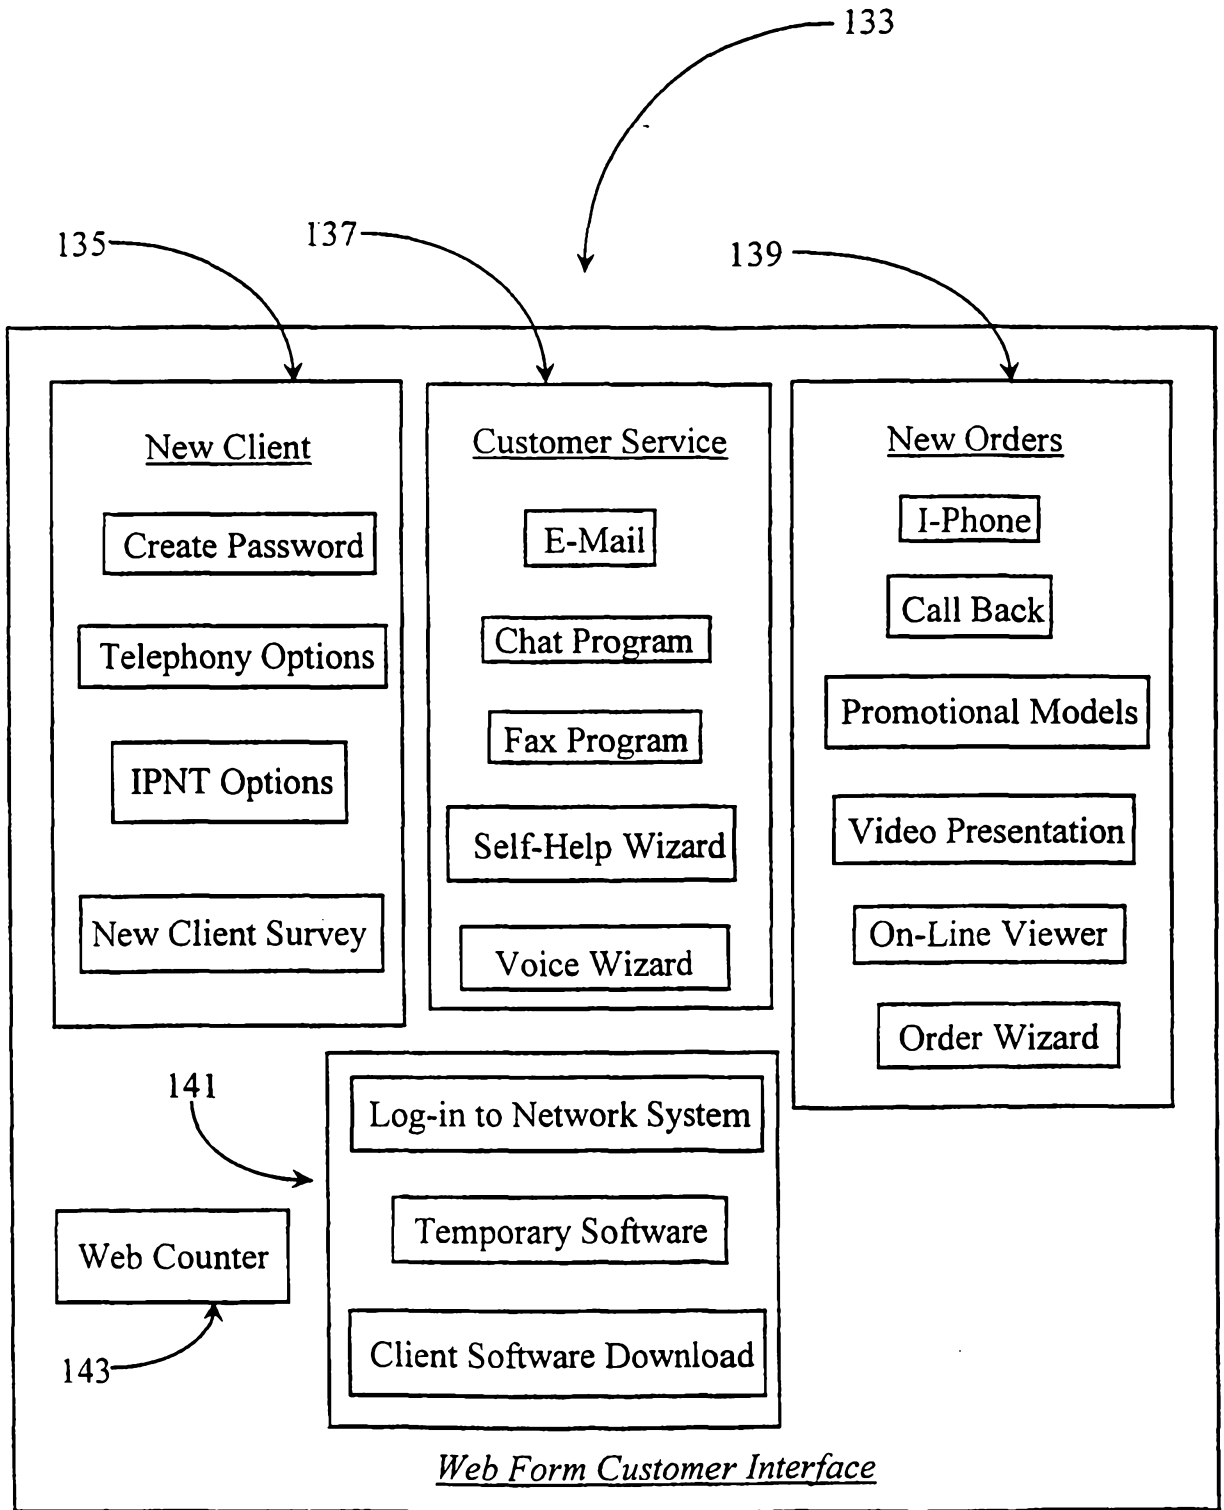 133
135
137
139
New Client
Create Password
Telephony Options
IPNT Options
New Client Survey
Customer Service
E-Mail
Chat Program
Fax Program
Self-Help Wizard
Voice Wizard
New Orders
I-Phone
Call Back
Promotional Models
Video Presentation
On-Line Viewer
Order Wizard
141
Log-in to Network System
Temporary Software
Client Software Download
Web Counter
143
Web Form Customer Interface